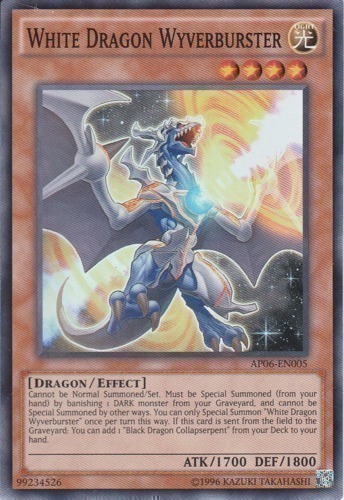 WHITE DRAGON WYVERBURSTER
LIGHT
光
AP06-EN005
[DRAGON/EFFECT]
Cannot be Normal Summoned/Set. Must be Special Summoned (from your
hand) by banishing 1 DARK monster from your Graveyard, and cannot be
Special Summoned by other ways. You can only Special Summon "White Dragon
Wyverburster" once per turn this way. If this card is sent from the field to the
Graveyard: You can add 1 "Black Dragon Collapserpent" from your Deck to your
hand.
ATK/1700 DEF/1800
99234526
©1996 KAZUKI TAKAHASHI